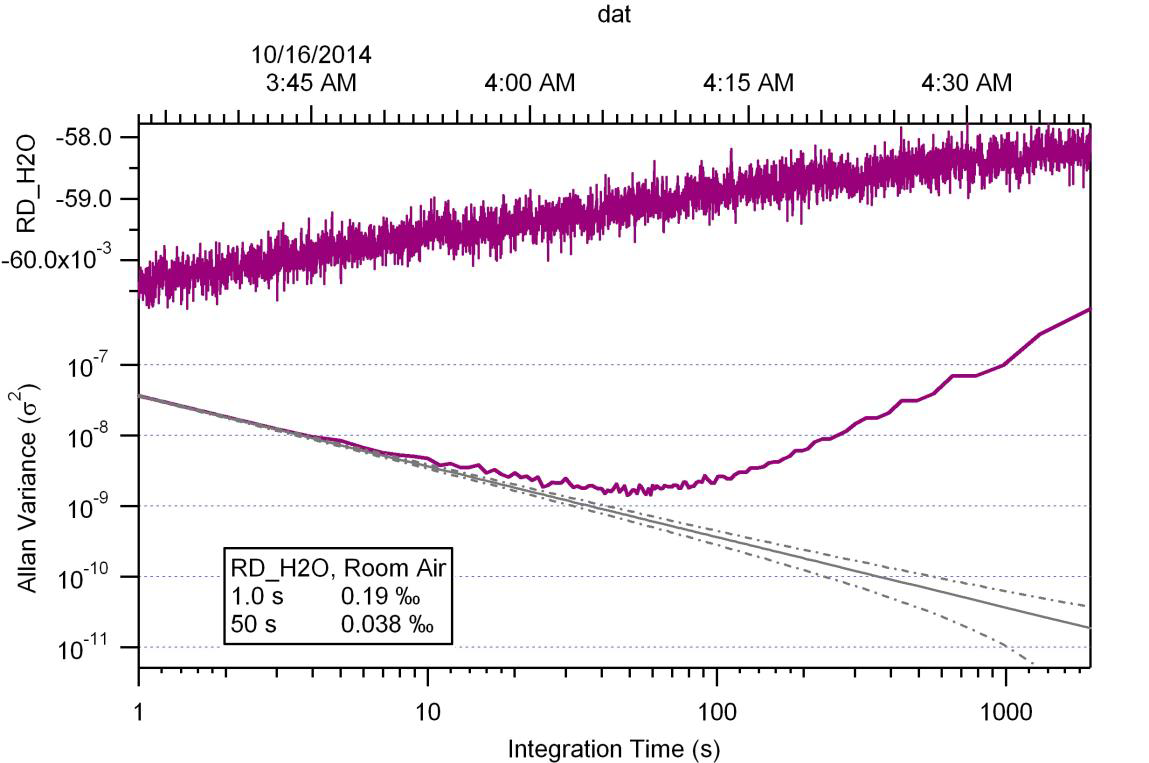 dat
10/16/2014
3:45 AM 4:00 AM 4:15 AM 4:30 AM
RD_H2O
-58.0
-59.0
-60.0x10⁻³
Allan Variance (σ²)
10⁻⁷
10⁻⁸
10⁻⁹
10⁻¹⁰
10⁻¹¹
RD_H2O, Room Air
1.0 s 0.19 ‰
50 s 0.038 ‰
1 10 100 1000
Integration Time (s)